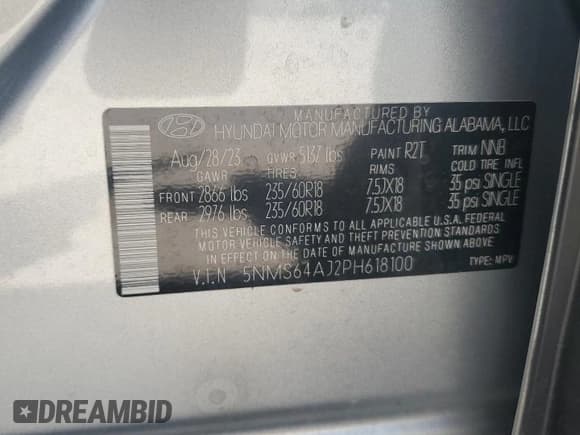 MANUFACTURED BY
HYUNDAI MOTOR MANUFACTURING ALABAMA, LLC
Aug/28/23 GVWR 5137 lbs PAINT R2T TRIM NNB
GAWR TIRES RIMS COLD TIRE INFL
FRONT 2866 lbs 235/60R18 7.5JX18 35 psi SINGLE
REAR 2976 lbs 235/60R18 7.5JX18 35 psi SINGLE
THIS VEHICLE CONFORMS TO ALL APPLICABLE U.S.A. FEDERAL
MOTOR VEHICLE SAFETY AND THEFT PREVENTION STANDARDS
IN EFFECT ON THE DATE OF MANUFACTURE SHOWN ABOVE
V.I.N 5NMS64AJ2PH618100 TYPE: MPV
DREAMBID